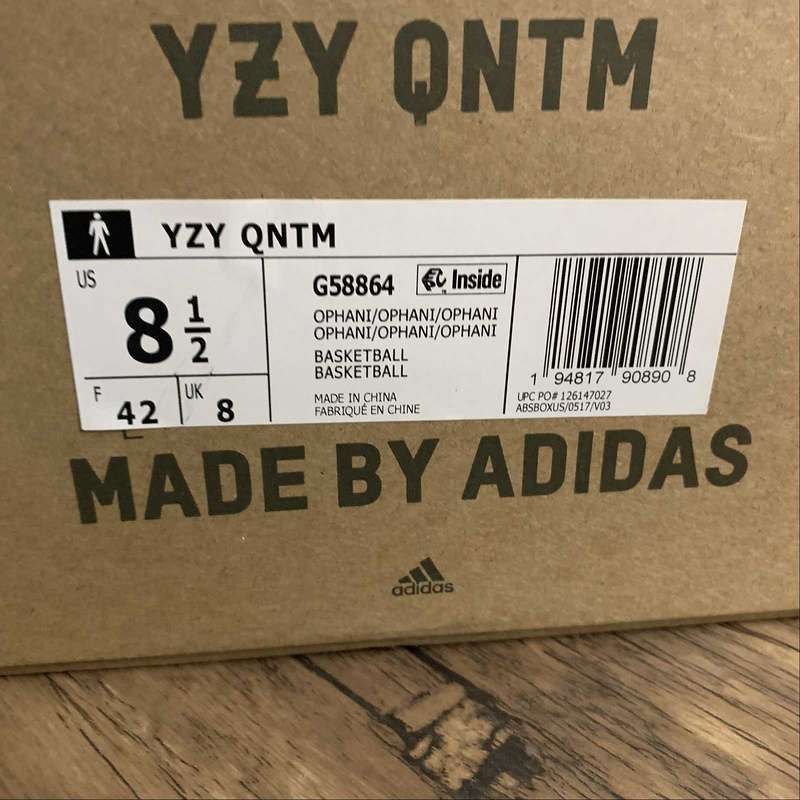 YZY QNTM
YZY QNTM
US
8 1/2
F
42
UK
8
G58864
Inside
OPHANI/OPHANI/OPHANI
OPHANI/OPHANI/OPHANI
BASKETBALL
BASKETBALL
MADE IN CHINA
FABRIQUÉ EN CHINE
1 94817 90890 8
UPC PO# 126147027
ABSBOXUS/0517/V03
MADE BY ADIDAS
adidas